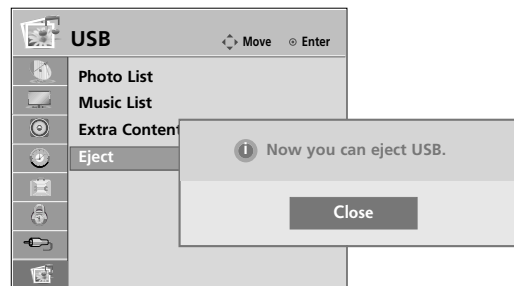 USB
Move
Enter
Photo List
Music List
Extra Content
Eject
Now you can eject USB.
Close